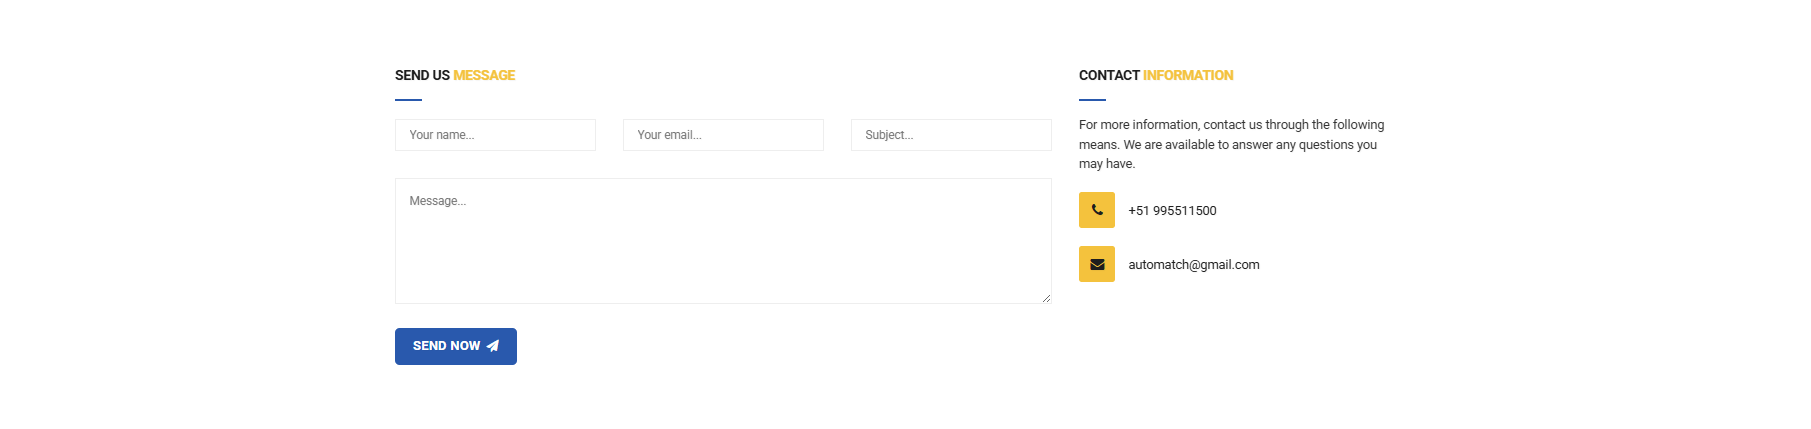 SEND US MESSAGE
Your name...
Your email...
Subject...
Message...
SEND NOW
CONTACT INFORMATION
For more information, contact us through the following
means. We are available to answer any questions you
may have.
+51 995511500
automatch@gmail.com